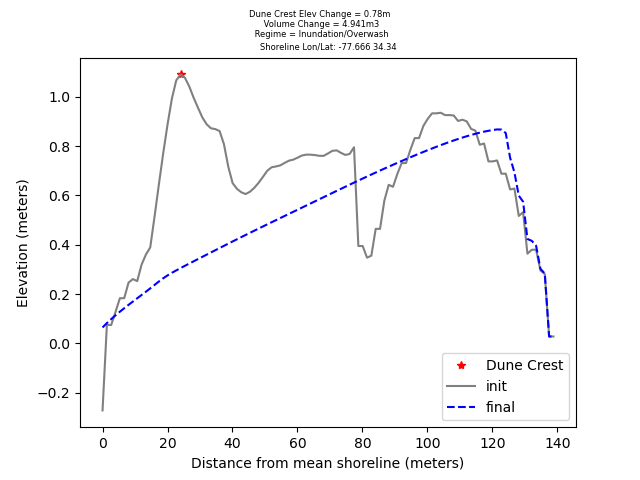 Dune Crest Elev Change = 0.78m
Volume Change = 4.941m3
Regime = Inundation/Overwash
Shoreline Lon/Lat: -77.666 34.34
Elevation (meters)
1.0
0.8
0.6
0.4
0.2
0.0
−0.2
Dune Crest
init
final
0 20 40 60 80 100 120 140
Distance from mean shoreline (meters)